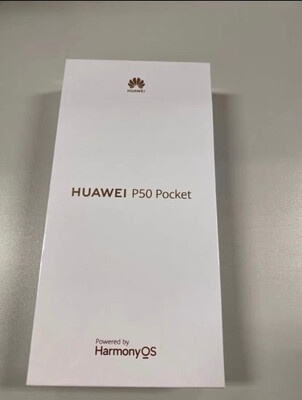 HUAWEI
HUAWEI P50 Pocket
Powered by
HarmonyOS